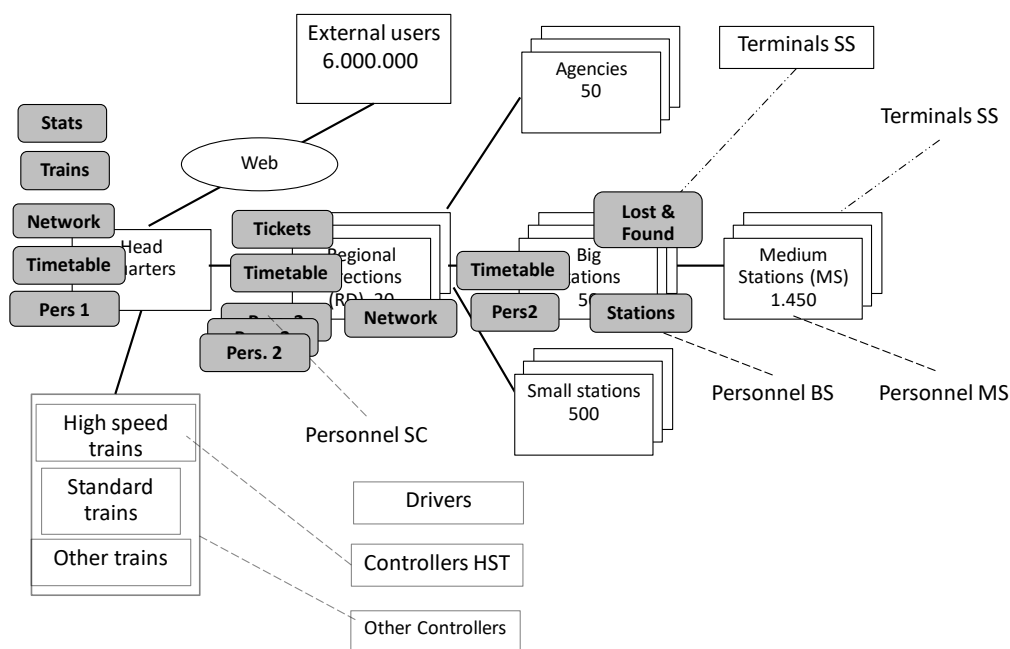 External users
6.000.000
Agencies
50
Terminals SS
Terminals SS
Stats
Trains
Web
Network
Head
Timetable
Pers 1
Tickets
Regional
Timetable
(RD)
Network
Pers. 2
Lost &
Found
Big
Timetable
Pers2
Stations
Medium
Stations (MS)
1.450
Small stations
500
Personnel SC
Personnel BS
Personnel MS
High speed
trains
Standard
trains
Other trains
Drivers
Controllers HST
Other Controllers